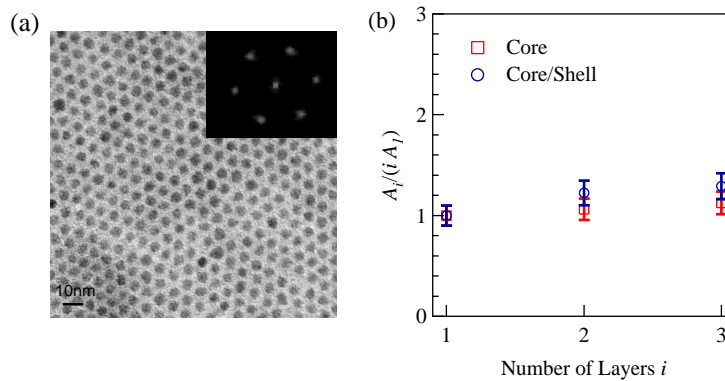 (a)
10nm
(b)
3
2
1
0
A_i/(i A_1)
Core
Core/Shell
1
2
3
Number of Layers i